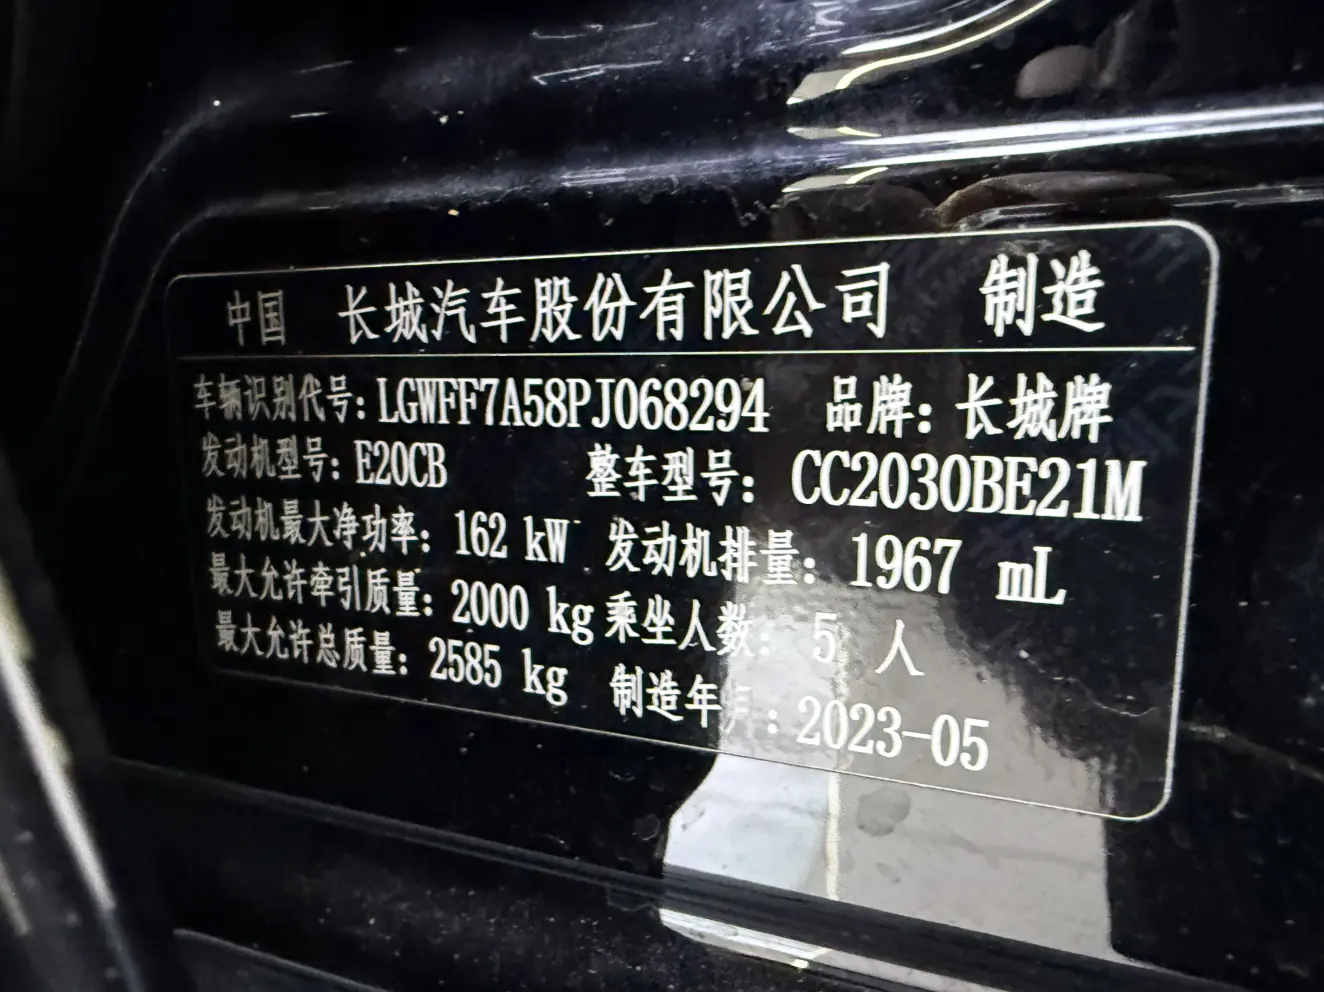 中国 长城汽车股份有限公司 制造
车辆识别代号：LGWFF7A58PJ068294 品牌：长城牌
发动机型号：E20CB 整车型号：CC2030BE21M
发动机最大净功率：162 kW 发动机排量：1967 mL
最大允许牵引质量：2000 kg 乘坐人数：5 人
最大允许总质量：2585 kg 制造年月：2023-05